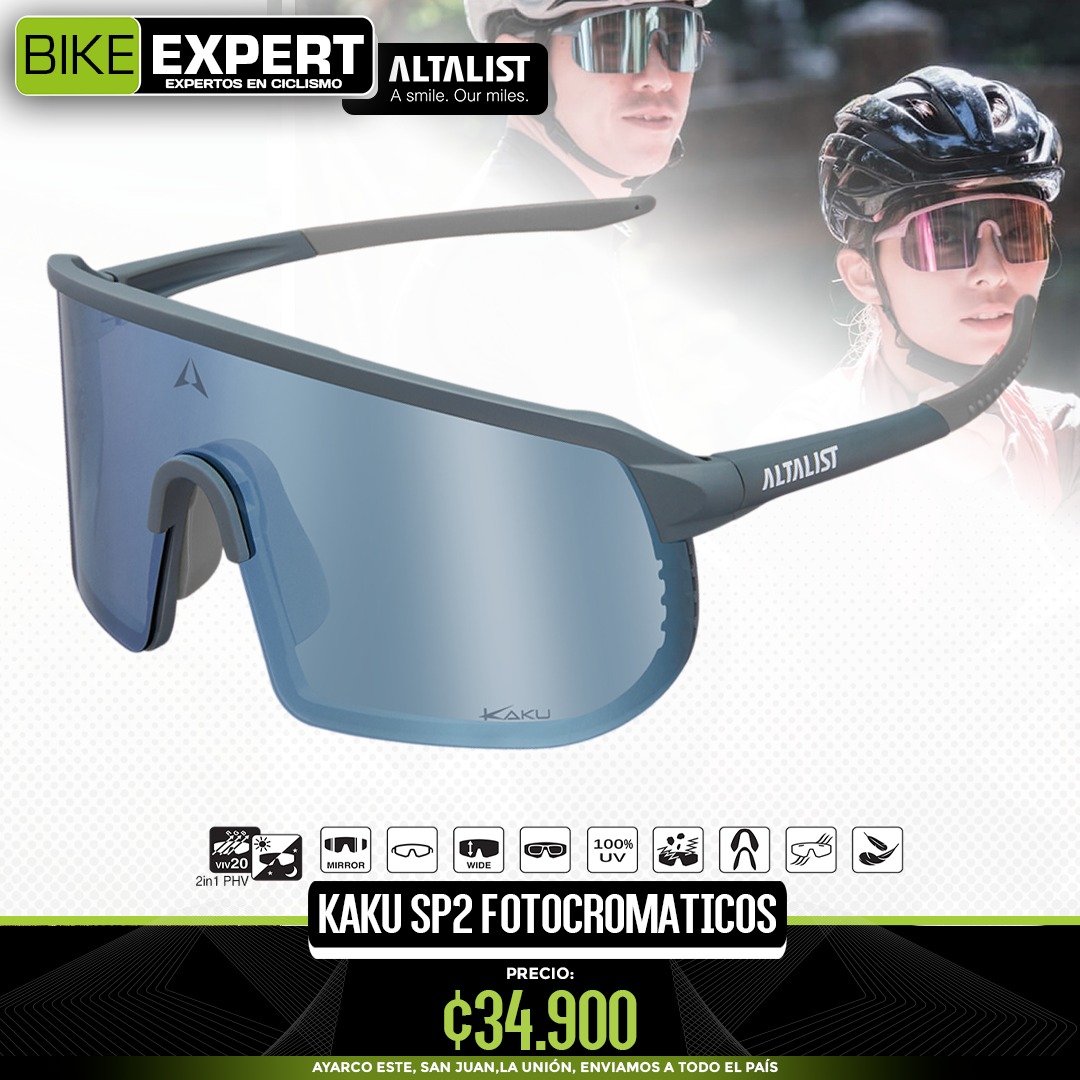 BIKE EXPERT
EXPERTOS EN CICLISMO
ALTALIST
A smile. Our miles.
ALTALIST
KAKU
VIV20
2in1 PHV
MIRROR
WIDE
100%
UV
KAKU SP2 FOTOCROMATICOS
PRECIO:
¢34.900
AYARCO ESTE, SAN JUAN,LA UNIÓN, ENVIAMOS A TODO EL PAÍS